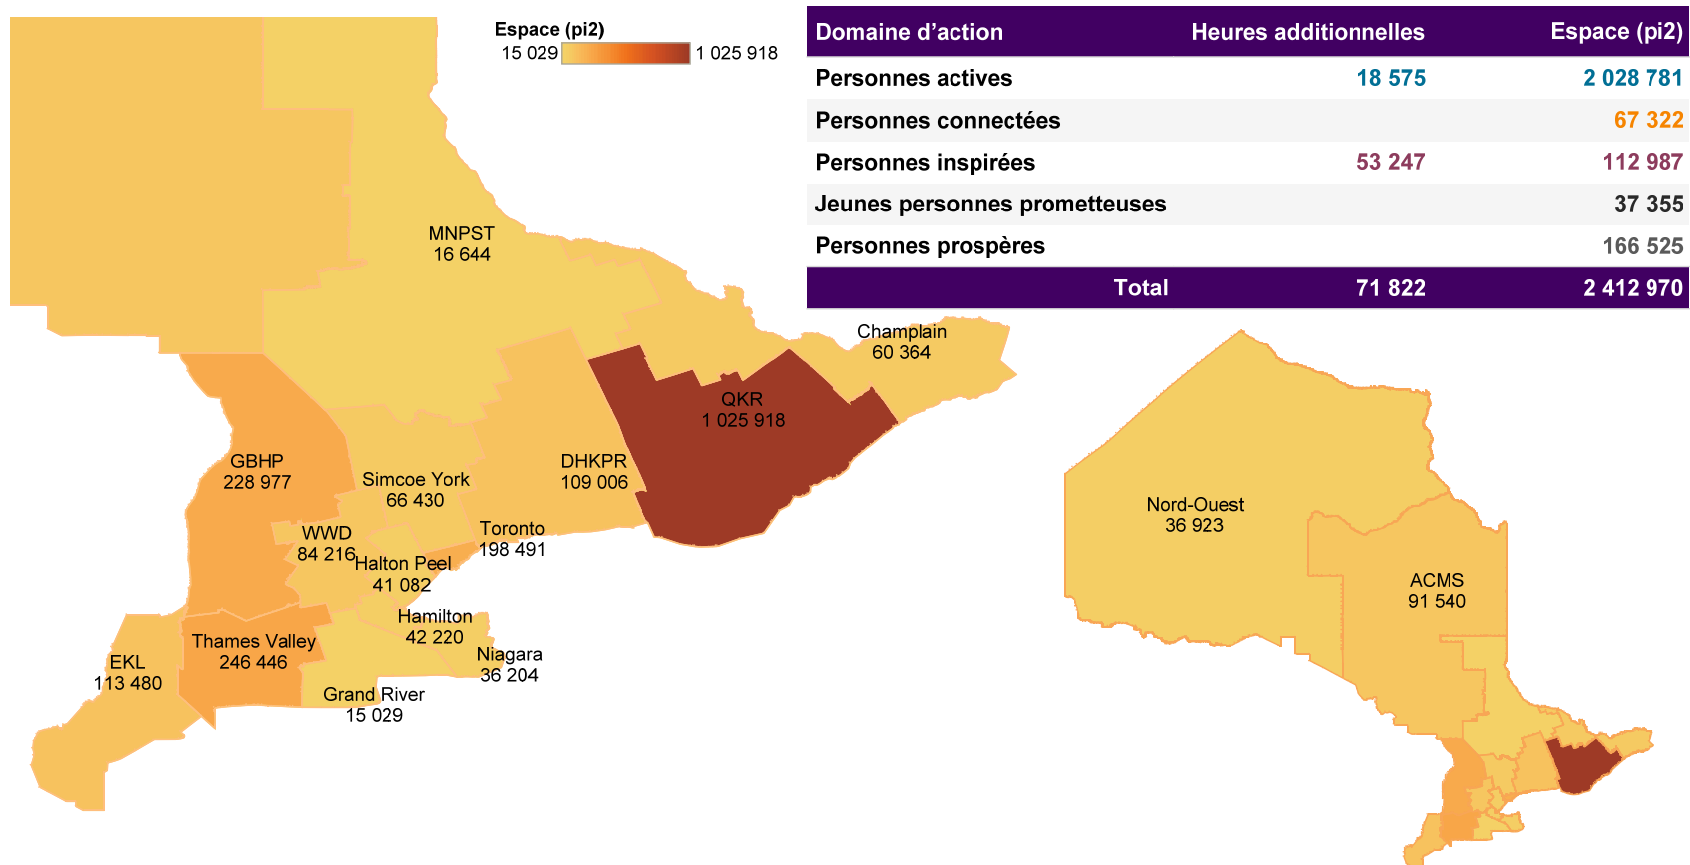 Espace (pi2)
15 029 1 025 918
Domaine d’action Heures additionnelles Espace (pi2)
Personnes actives 18 575 2 028 781
Personnes connectées 67 322
Personnes inspirées 53 247 112 987
Jeunes personnes prometteuses 37 355
Personnes prospères 166 525
Total 71 822 2 412 970
MNPST
16 644
Champlain
60 364
QKR
1 025 918
GBHP
228 977
Simcoe York
66 430
DHKPR
109 006
WWD
84 216
Toronto
198 491
Halton Peel
41 082
Hamilton
42 220
Thames Valley
246 446
Niagara
36 204
EKL
113 480
Grand River
15 029
Nord-Ouest
36 923
ACMS
91 540